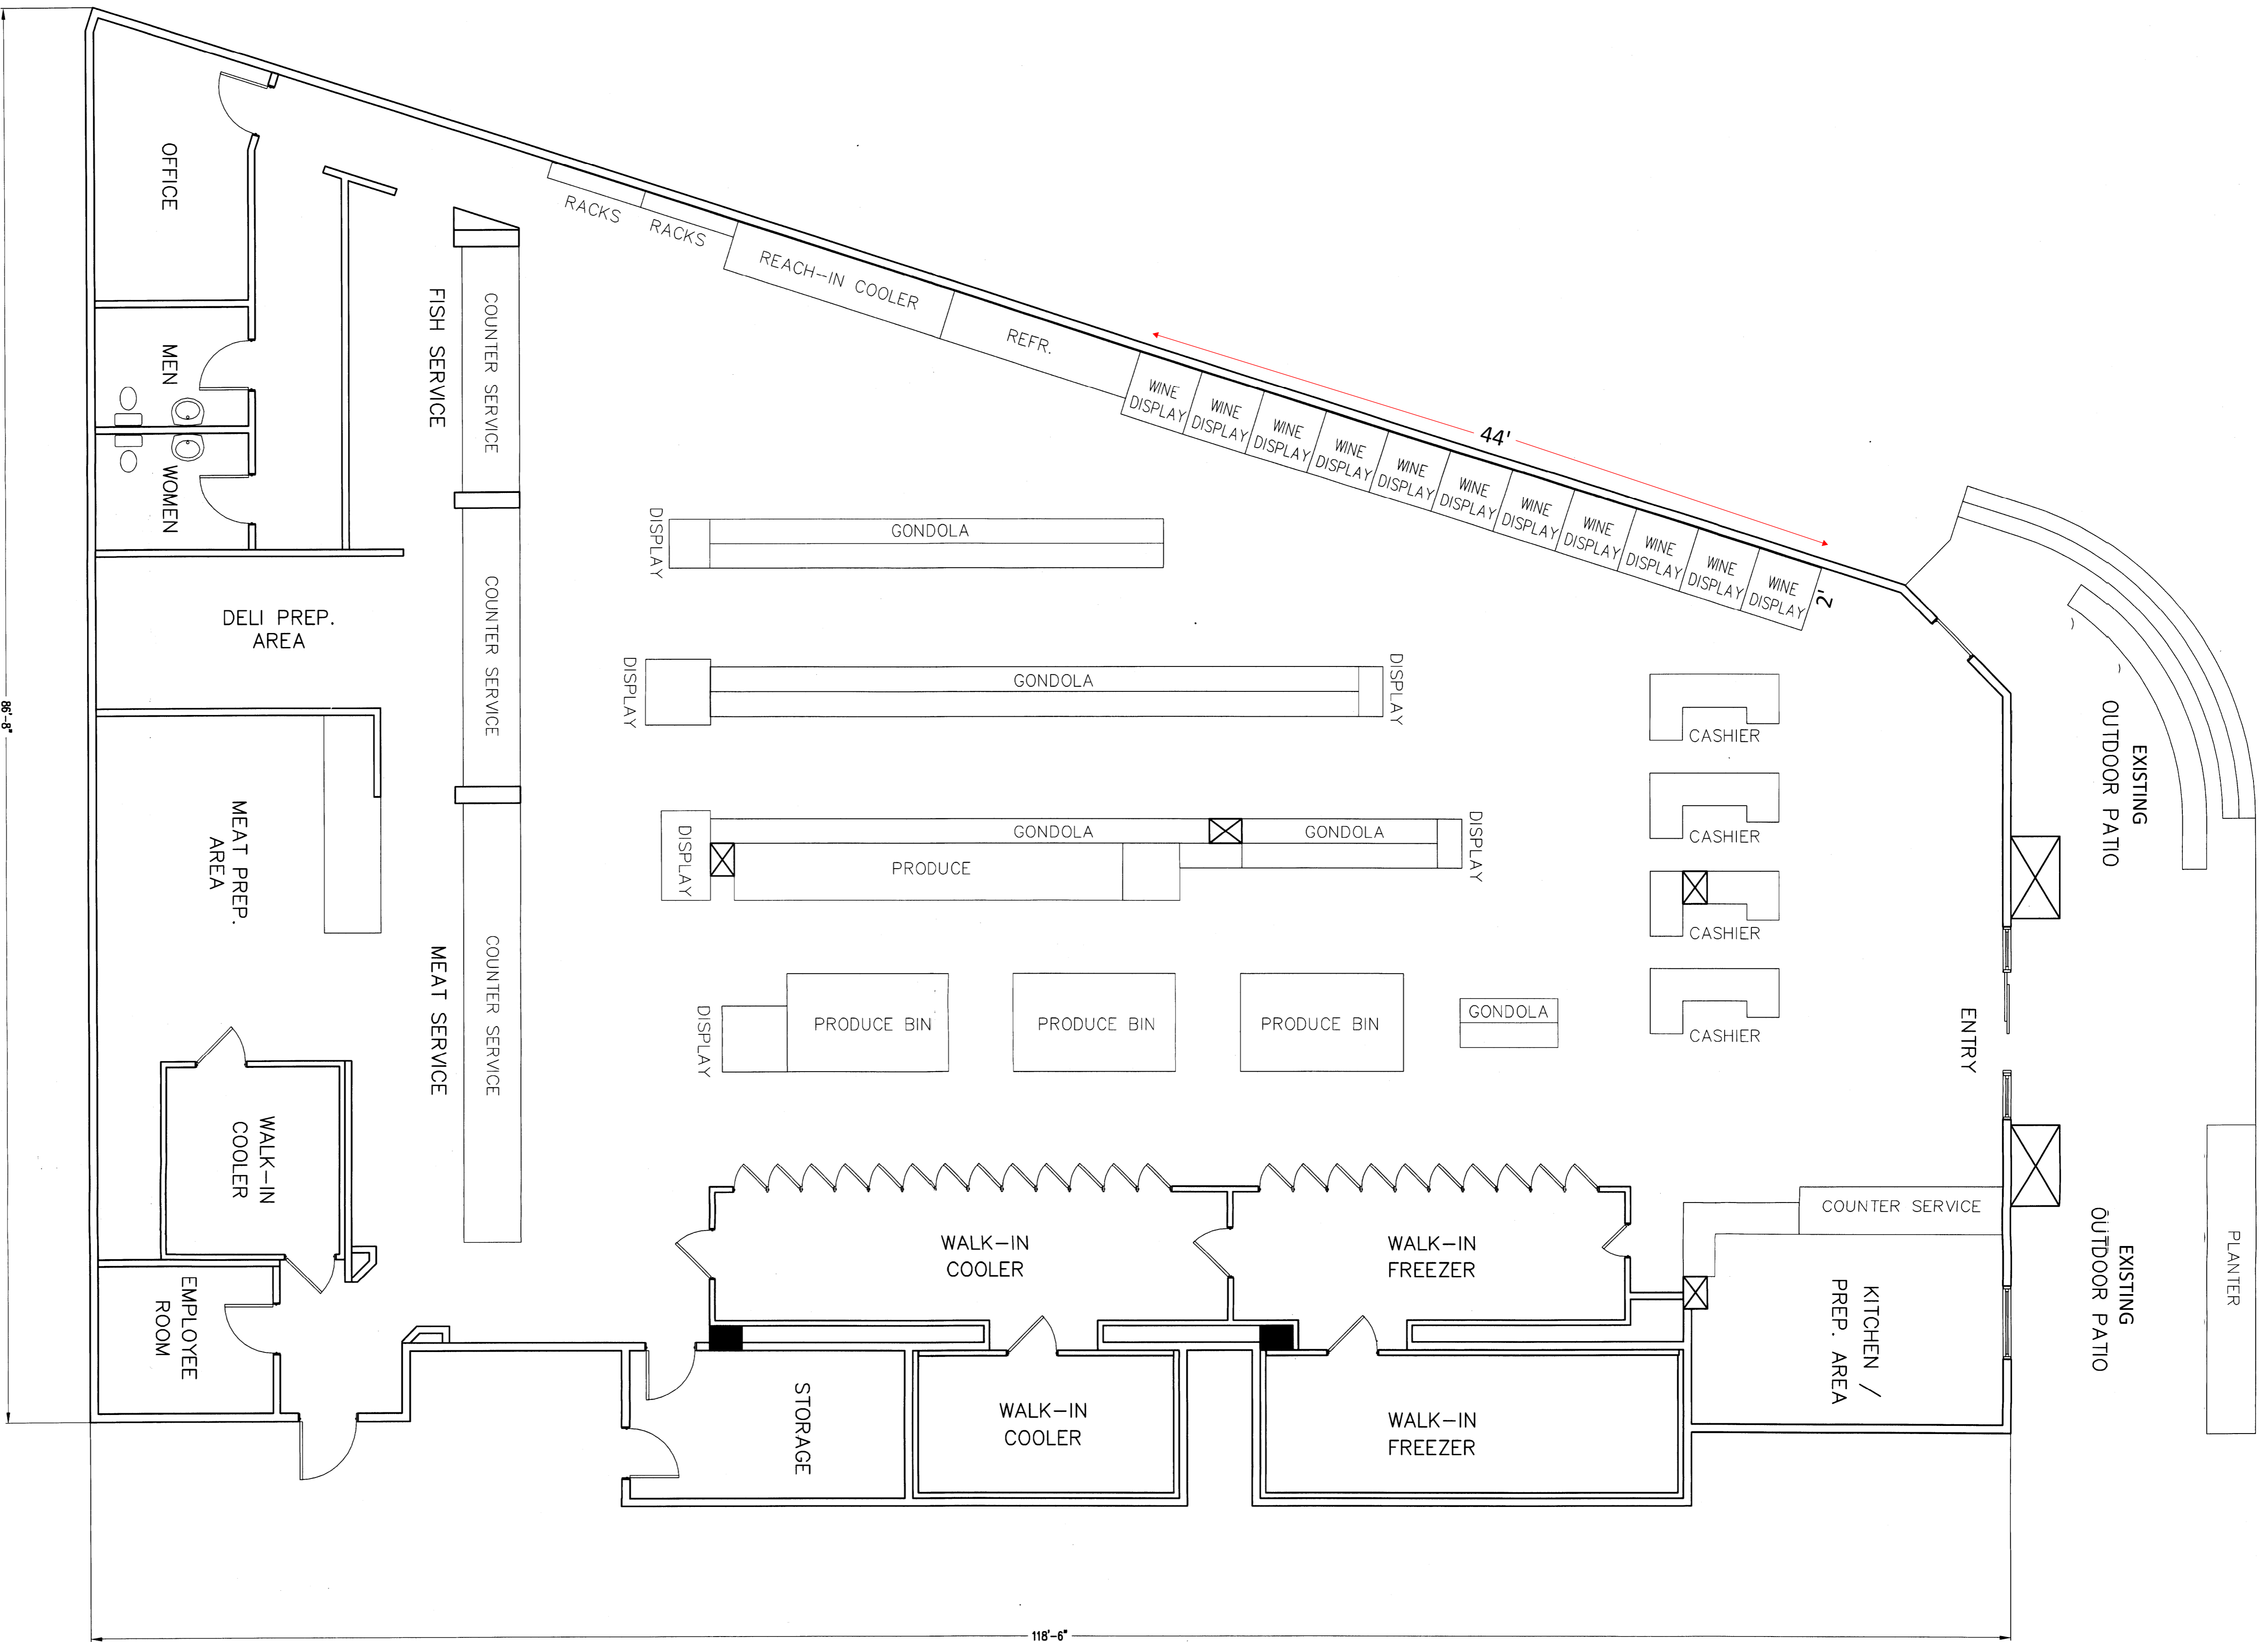 OFFICE
RACKS
RACKS
REACH-IN COOLER
REFR.
44'
WINE
DISPLAY
WINE
DISPLAY
WINE
DISPLAY
WINE
DISPLAY
WINE
DISPLAY
WINE
DISPLAY
WINE
DISPLAY
WINE
DISPLAY
WINE
DISPLAY
WINE
DISPLAY
WINE
DISPLAY
2'
MEN
WOMEN
FISH SERVICE
COUNTER SERVICE
DISPLAY
GONDOLA
DELI PREP.
AREA
COUNTER SERVICE
DISPLAY
GONDOLA
DISPLAY
CASHIER
EXISTING
OUTDOOR PATIO
86'-8"
MEAT PREP.
AREA
DISPLAY
GONDOLA
GONDOLA
DISPLAY
PRODUCE
CASHIER
CASHIER
MEAT SERVICE
COUNTER SERVICE
DISPLAY
PRODUCE BIN
PRODUCE BIN
PRODUCE BIN
GONDOLA
CASHIER
ENTRY
WALK-IN
COOLER
WALK-IN
COOLER
WALK-IN
FREEZER
COUNTER SERVICE
EXISTING
OUTDOOR PATIO
PLANTER
EMPLOYEE
ROOM
KITCHEN /
PREP. AREA
STORAGE
WALK-IN
COOLER
WALK-IN
FREEZER
118'-6"